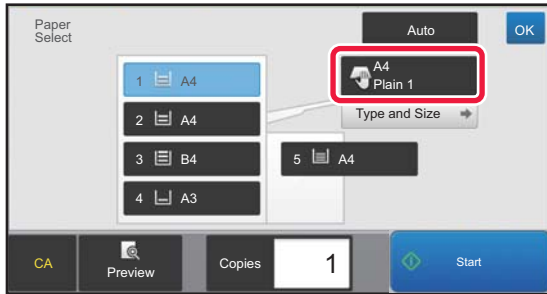 Paper
Select
Auto
OK
1 A4
A4
Plain 1
2 A4
Type and Size
3 B4
5 A4
4 A3
CA
Preview
Copies
1
Start